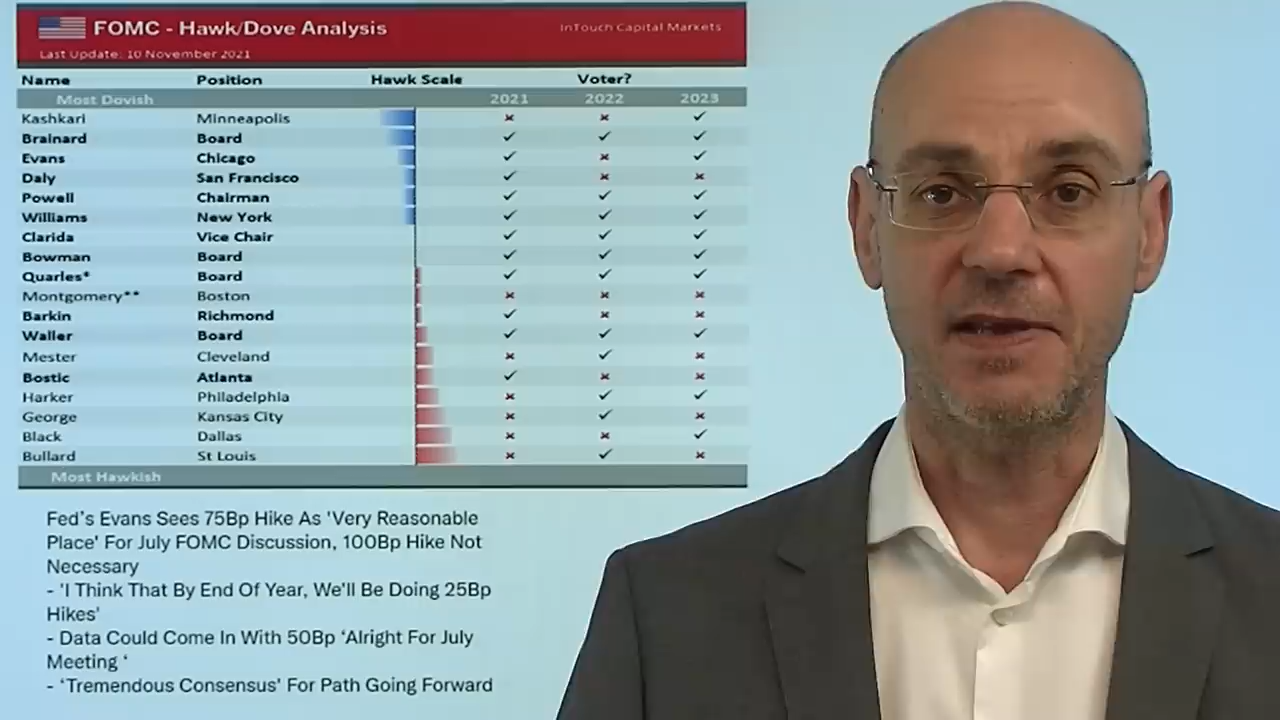 FOMC - Hawk/Dove Analysis InTouch Capital Markets
Last Update: 10 November 2021
Name Position Hawk Scale Voter?
Most Dovish 2021 2022 2023
Kashkari Minneapolis × × ✓
Brainard Board ✓ ✓ ✓
Evans Chicago ✓ × ✓
Daly San Francisco ✓ × ×
Powell Chairman ✓ ✓ ✓
Williams New York ✓ ✓ ✓
Clarida Vice Chair ✓ ✓ ✓
Bowman Board ✓ ✓ ✓
Quarles* Board ✓ ✓ ✓
Montgomery** Boston × × ×
Barkin Richmond ✓ × ×
Waller Board ✓ ✓ ✓
Mester Cleveland × ✓ ×
Bostic Atlanta ✓ × ×
Harker Philadelphia × ✓ ✓
George Kansas City × ✓ ×
Black Dallas × × ✓
Bullard St Louis × ✓ ×
Most Hawkish
Fed's Evans Sees 75Bp Hike As 'Very Reasonable
Place' For July FOMC Discussion, 100Bp Hike Not
Necessary
- 'I Think That By End Of Year, We'll Be Doing 25Bp
Hikes'
- Data Could Come In With 50Bp ‘Alright For July
Meeting ‘
- ‘Tremendous Consensus’ For Path Going Forward